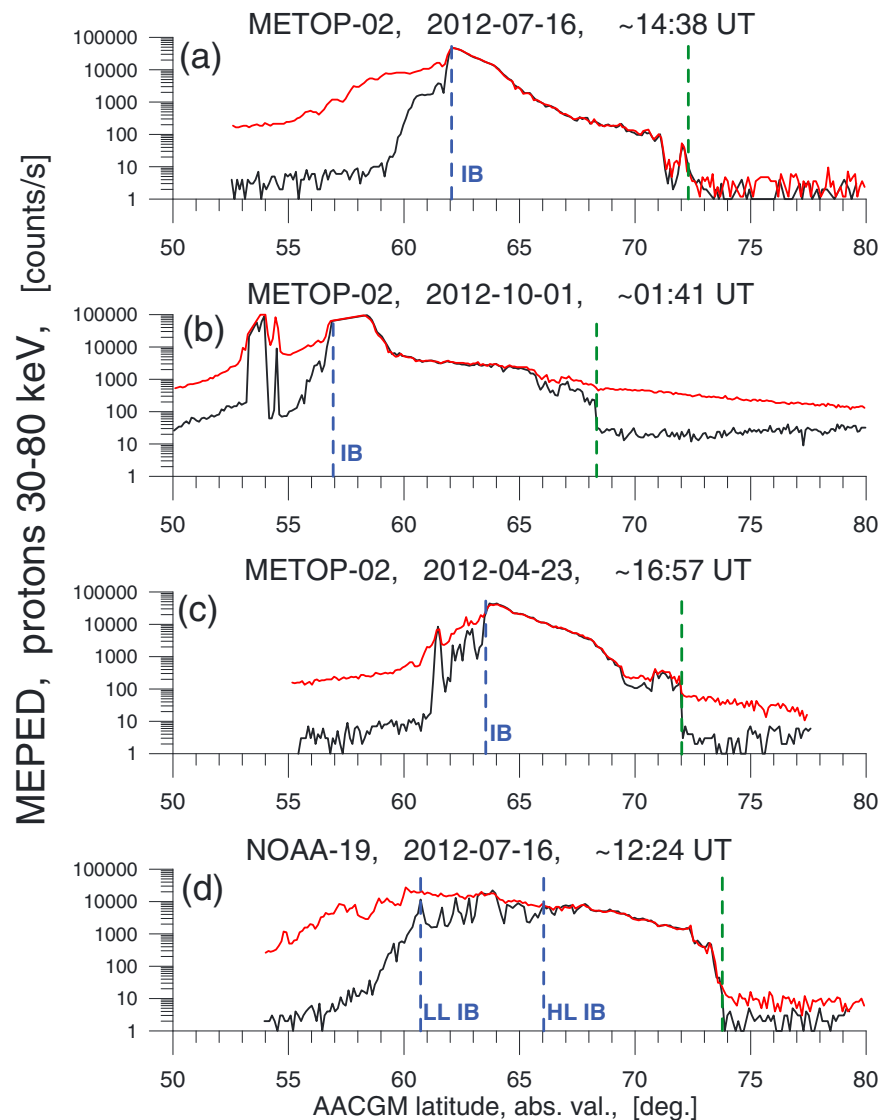 METOP-02, 2012-07-16, ~14:38 UT
(a)
100000
10000
1000
100
10
1
IB
50 55 60 65 70 75 80
METOP-02, 2012-10-01, ~01:41 UT
(b)
100000
10000
1000
100
10
1
IB
50 55 60 65 70 75 80
METOP-02, 2012-04-23, ~16:57 UT
(c)
100000
10000
1000
100
10
1
IB
50 55 60 65 70 75 80
NOAA-19, 2012-07-16, ~12:24 UT
(d)
100000
10000
1000
100
10
1
LL IB HL IB
50 55 60 65 70 75 80
AACGM latitude, abs. val., [deg.]
MEPED, protons 30-80 keV, [counts/s]